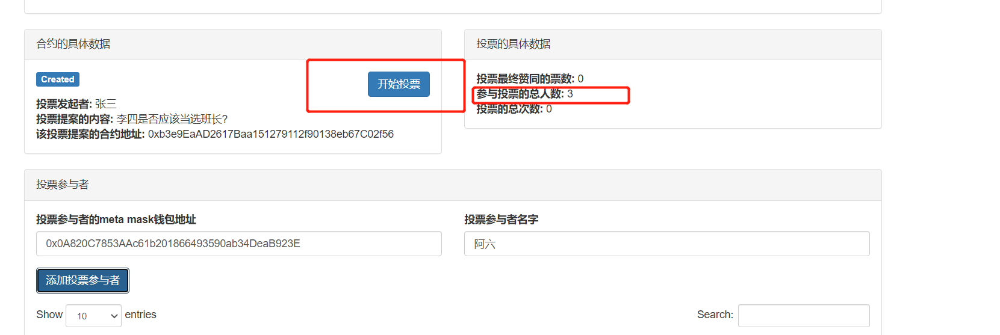 合约的具体数据
Created
开始投票
投票发起者: 张三
投票提案的内容: 李四是否应该当选班长?
该投票提案的合约地址: 0xb3e9EaAD2617Baa151279112f90138eb67C02f56
投票的具体数据
投票最终赞同的票数: 0
参与投票的总人数: 3
投票的总次数: 0
投票参与者
投票参与者的meta mask钱包地址
0x0A820C7853AAc61b201866493590ab34DeaB923E
投票参与者名字
阿六
添加投票参与者
Show 10 entries
Search: